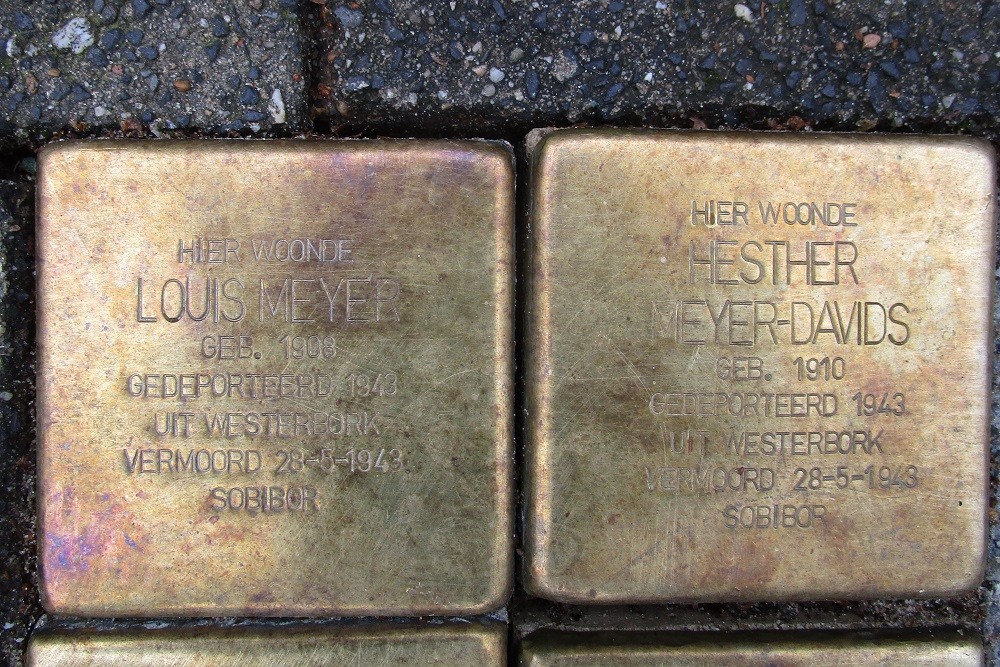 HIER WOONDE
LOUIS MEYER
GEB. 1908
GEDEPORTEERD 1943
UIT WESTERBORK
VERMOORD 28-5-1943
SOBIBOR
HIER WOONDE
HESTHER
MEYER-DAVIDS
GEB. 1910
GEDEPORTEERD 1943
UIT WESTERBORK
VERMOORD 28-5-1943
SOBIBOR